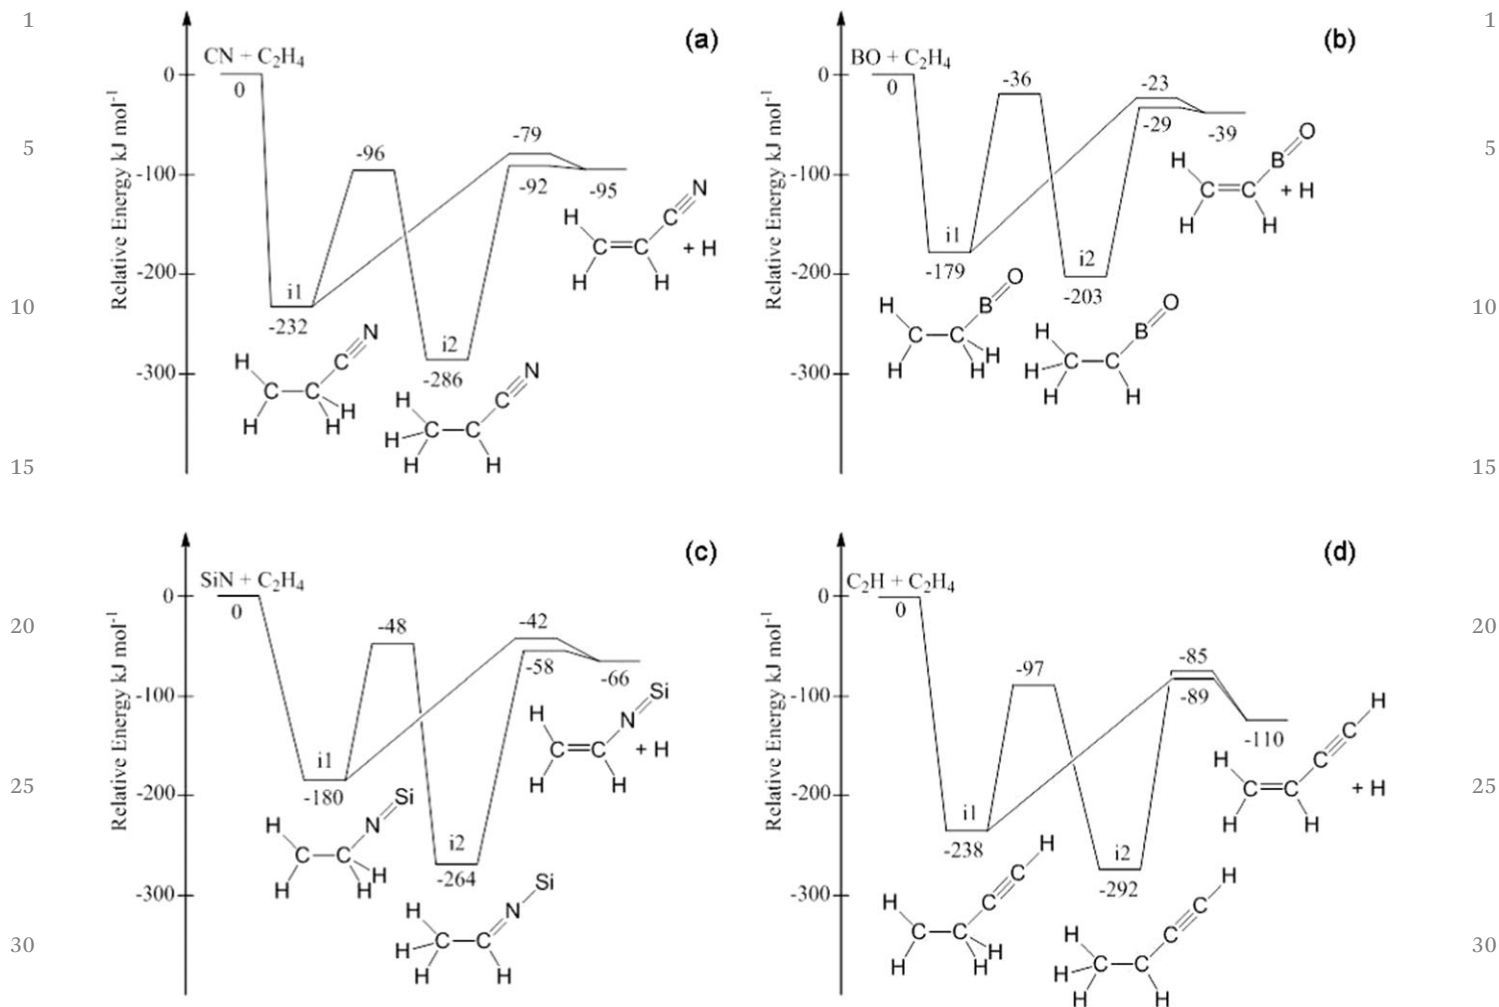 1
5
10
15
20
25
30
1
5
10
15
20
25
30
(a)
CN + C₂H₄
Relative Energy kJ mol⁻¹
0
-100
-200
-300
0
i1
-232
-96
i2
-286
-79
-92
-95
H
H
C
C
C
N
H
H
H
H
H
C
C
C
N
H
H
H
H
C
C
C
N
H
H
+ H
(b)
BO + C₂H₄
Relative Energy kJ mol⁻¹
0
-100
-200
-300
0
i1
-179
-36
i2
-203
-23
-29
-39
H
C
C
B
O
H
H
H
H
H
C
C
B
O
H
H
H
C
C
B
O
H
H
+ H
(c)
SiN + C₂H₄
Relative Energy kJ mol⁻¹
0
-100
-200
-300
0
i1
-180
-48
i2
-264
-42
-58
-66
H
C
C
N
Si
H
H
H
H
H
C
C
N
Si
H
H
H
C
C
N
Si
H
H
+ H
(d)
C₂H + C₂H₄
Relative Energy kJ mol⁻¹
0
-100
-200
-300
0
i1
-238
-97
i2
-292
-85
-89
-110
H
C
C
C
C
H
H
H
H
H
H
C
C
C
C
H
H
H
H
C
C
C
C
H
H
H
+ H